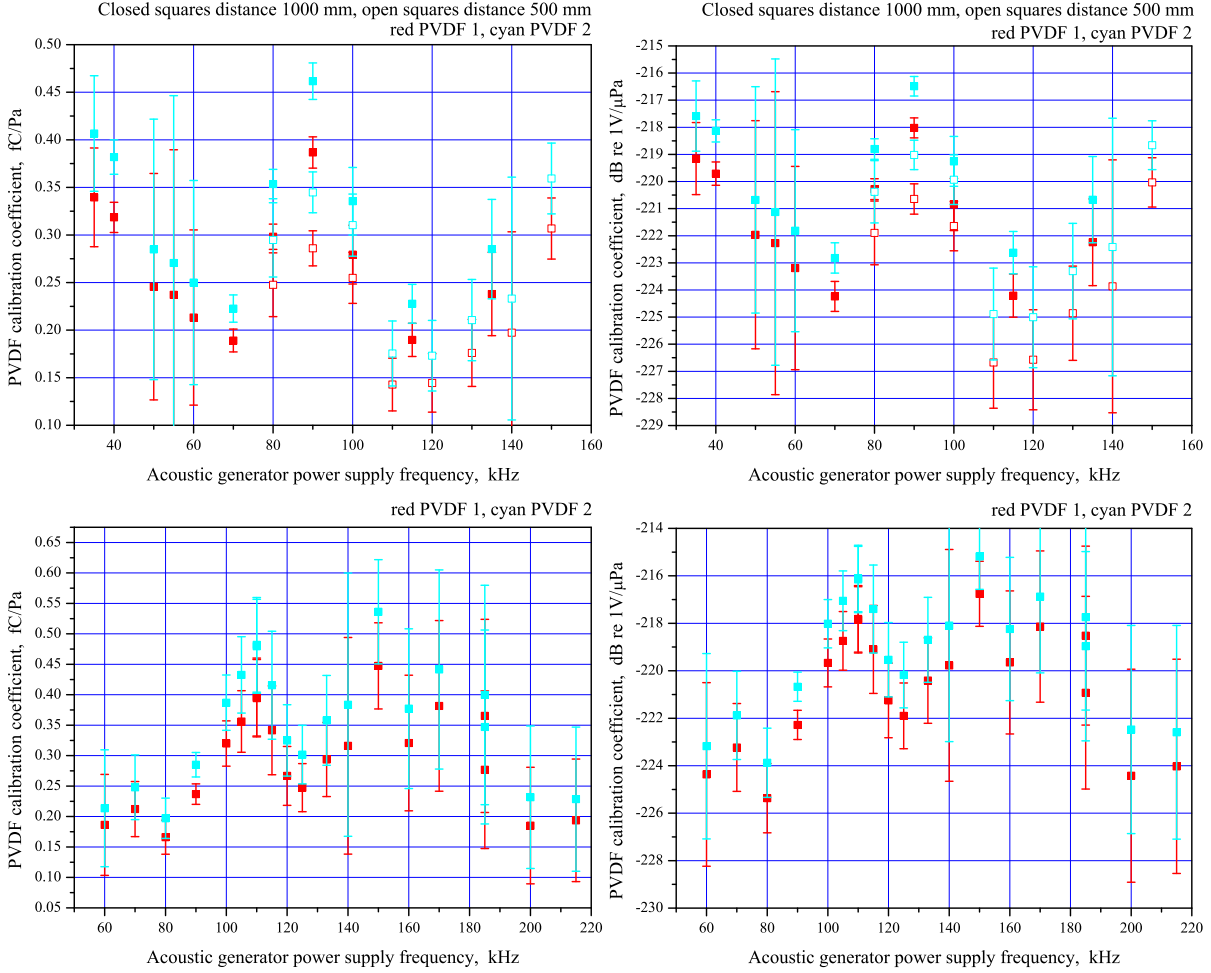 Closed squares distance 1000 mm, open squares distance 500 mm
red PVDF 1, cyan PVDF 2
0.50
0.45
0.40
0.35
0.30
0.25
0.20
0.15
0.10
PVDF calibration coefficient, fC/Pa
40 60 80 100 120 140 160
Acoustic generator power supply frequency, kHz
Closed squares distance 1000 mm, open squares distance 500 mm
red PVDF 1, cyan PVDF 2
-215
-216
-217
-218
-219
-220
-221
-222
-223
-224
-225
-226
-227
-228
-229
PVDF calibration coefficient, dB re 1V/μPa
40 60 80 100 120 140 160
Acoustic generator power supply frequency, kHz
red PVDF 1, cyan PVDF 2
0.65
0.60
0.55
0.50
0.45
0.40
0.35
0.30
0.25
0.20
0.15
0.10
0.05
PVDF calibration coefficient, fC/Pa
60 80 100 120 140 160 180 200 220
Acoustic generator power supply frequency, kHz
red PVDF 1, cyan PVDF 2
-214
-216
-218
-220
-222
-224
-226
-228
-230
PVDF calibration coefficient, dB re 1V/μPa
60 80 100 120 140 160 180 200 220
Acoustic generator power supply frequency, kHz